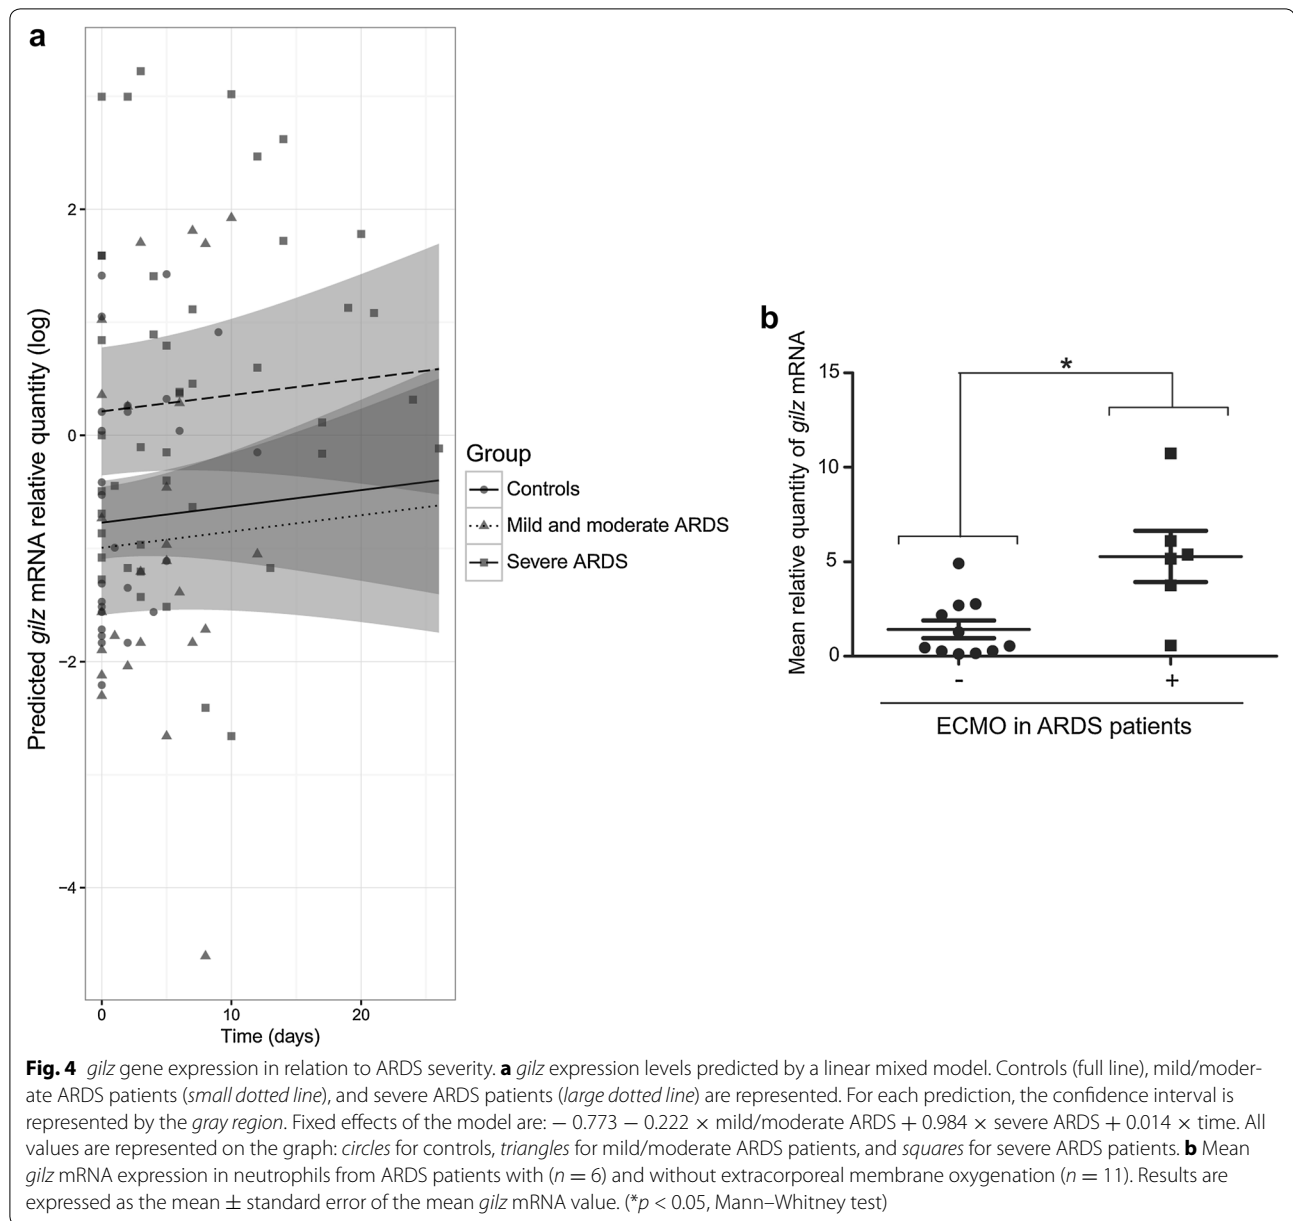 a
Predicted gilz mRNA relative quantity (log)
2
0
−2
−4
0
10
20
Time (days)
Group
Controls
Mild and moderate ARDS
Severe ARDS
b
Mean relative quantity of gilz mRNA
15
10
5
0
*
-
+
ECMO in ARDS patients
Fig. 4 gilz gene expression in relation to ARDS severity. a gilz expression levels predicted by a linear mixed model. Controls (full line), mild/moder-
ate ARDS patients (small dotted line), and severe ARDS patients (large dotted line) are represented. For each prediction, the confidence interval is
represented by the gray region. Fixed effects of the model are: − 0.773 − 0.222 × mild/moderate ARDS + 0.984 × severe ARDS + 0.014 × time. All
values are represented on the graph: circles for controls, triangles for mild/moderate ARDS patients, and squares for severe ARDS patients. b Mean
gilz mRNA expression in neutrophils from ARDS patients with (n = 6) and without extracorporeal membrane oxygenation (n = 11). Results are
expressed as the mean ± standard error of the mean gilz mRNA value. (*p < 0.05, Mann–Whitney test)